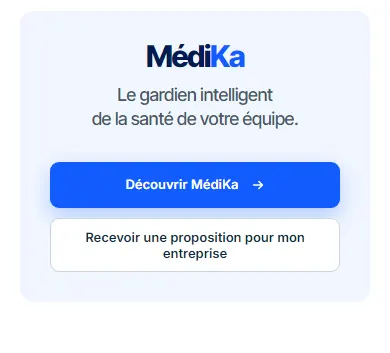 MédiKa
Le gardien intelligent
de la santé de votre équipe.
Découvrir MédiKa →
Recevoir une proposition pour mon
entreprise